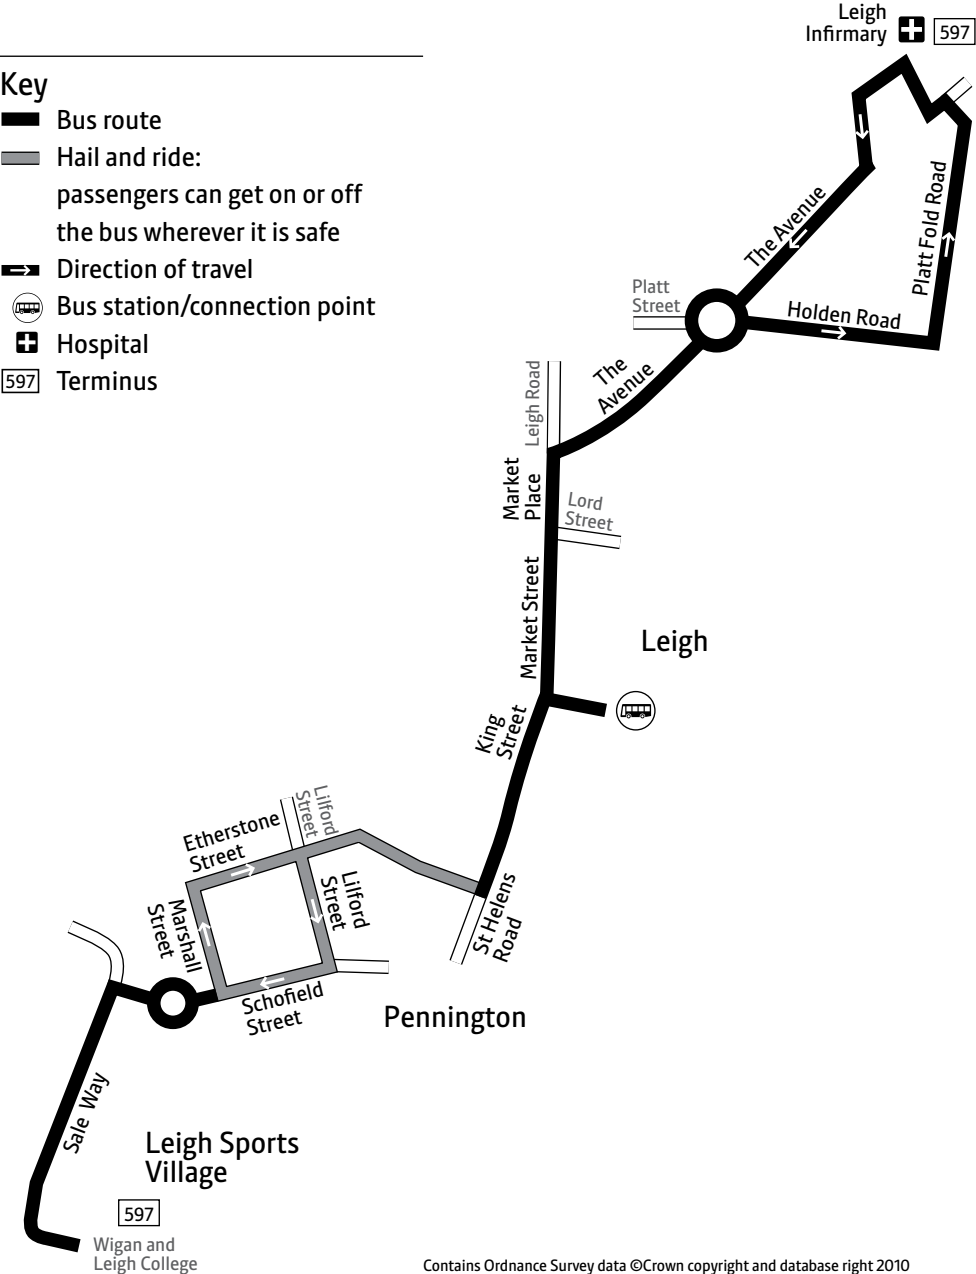 Leigh
Infirmary
597
Key
Bus route
Hail and ride:
passengers can get on or off
the bus wherever it is safe
Direction of travel
Bus station/connection point
Hospital
597
Terminus
The Avenue
Platt Fold Road
Platt
Street
Holden Road
The
Avenue
Leigh Road
Market
Place
Lord
Street
Market Street
Leigh
King
Street
Lilford
Street
Etherstone
Street
Lilford
Street
Marshall
Street
St Helens
Road
Schofield
Street
Pennington
Sale Way
Leigh Sports
Village
597
Wigan and
Leigh College
Contains Ordnance Survey data ©Crown copyright and database right 2010